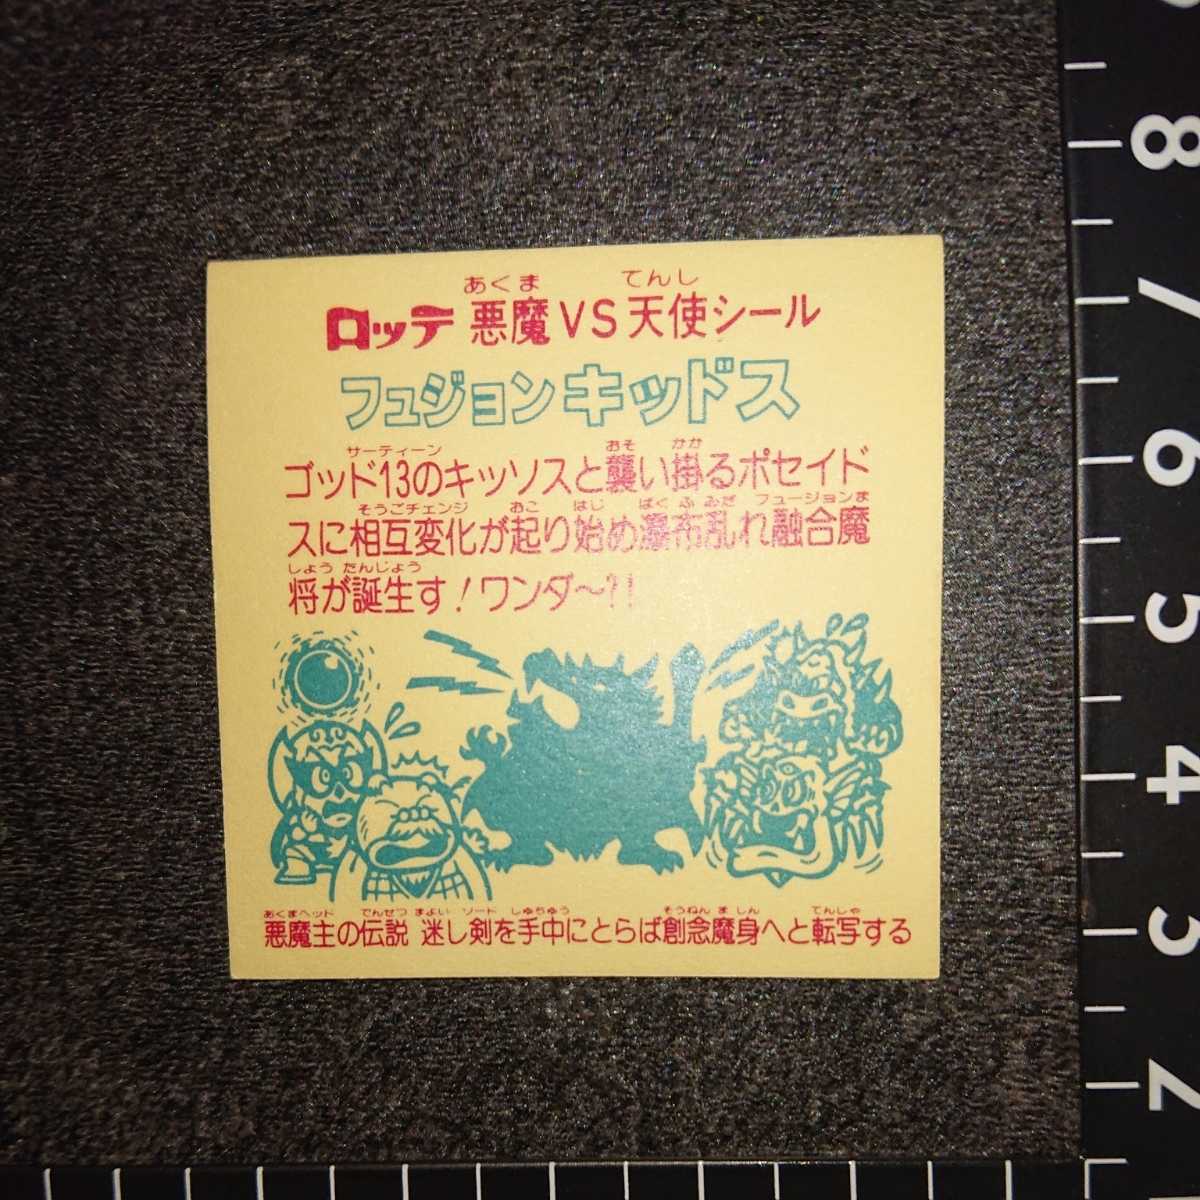 あくま てんし
ロッテ 悪魔VS天使シール
フュジョンキッドス
サーティーン おそ かか
ゴッド13のキッソスと襲い掛るポセイド
そうごチェンジ おこ はじ ばくふみだ フュージョンま
スに相互変化が起り始め瀑布乱れ融合魔
しょう たんじょう
将が誕生す!ワンダ〜?!
あくまヘッド でんせつ まよい ソード しゅちゅう そうねん ましん てんしゃ
悪魔主の伝説 迷し剣を手中にとらば創念魔身へと転写する
8
7
6
5
4
3
2